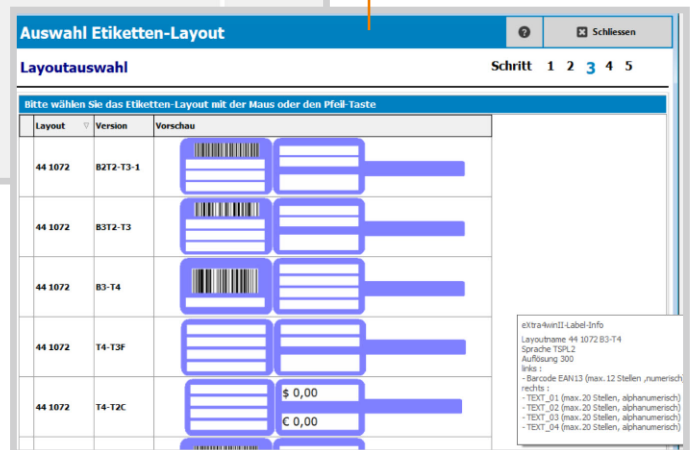 Auswahl Etiketten-Layout
? Schliessen
Layoutauswahl
Schritt 1 2 3 4 5
Bitte wählen Sie das Etiketten-Layout mit der Maus oder den Pfeil-Taste
Layout Version Vorschau
44 1072 B2T2-T3-1
44 1072 B3T2-T3
44 1072 B3-T4
44 1072 T4-T3F
44 1072 T4-T2C
$ 0,00
€ 0,00
eXtra4winII-Label-Info
Layoutname 44 1072 B3-T4
Sprache TSPL2
Auflösung 300
links :
- Barcode EAN13 (max. 12 Stellen ,numerisch
rechts :
- TEXT_01 (max. 20 Stellen, alphanumerisch)
- TEXT_02 (max. 20 Stellen, alphanumerisch)
- TEXT_03 (max. 20 Stellen, alphanumerisch)
- TEXT_04 (max. 20 Stellen, alphanumerisch)